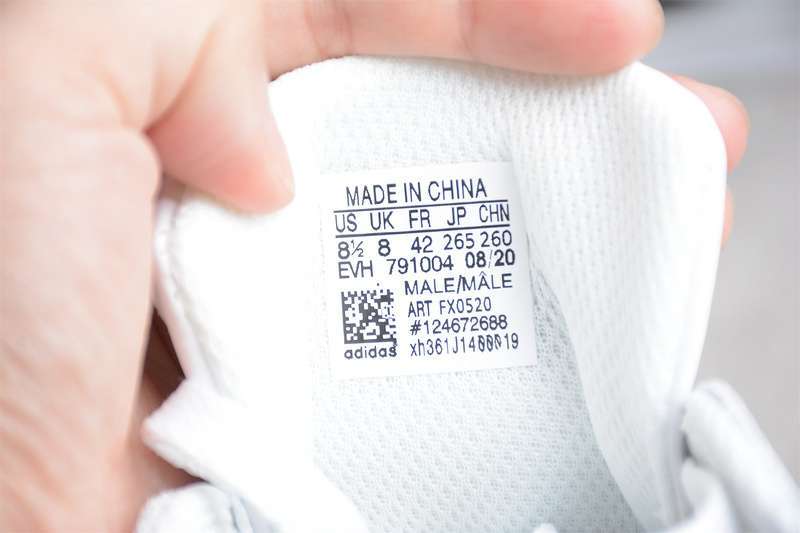 MADE IN CHINA
US UK FR JP CHN
8½ 8 42 265 260
EVH 791004 08/20
MALE/MÂLE
ART FX0520
#124672688
adidas